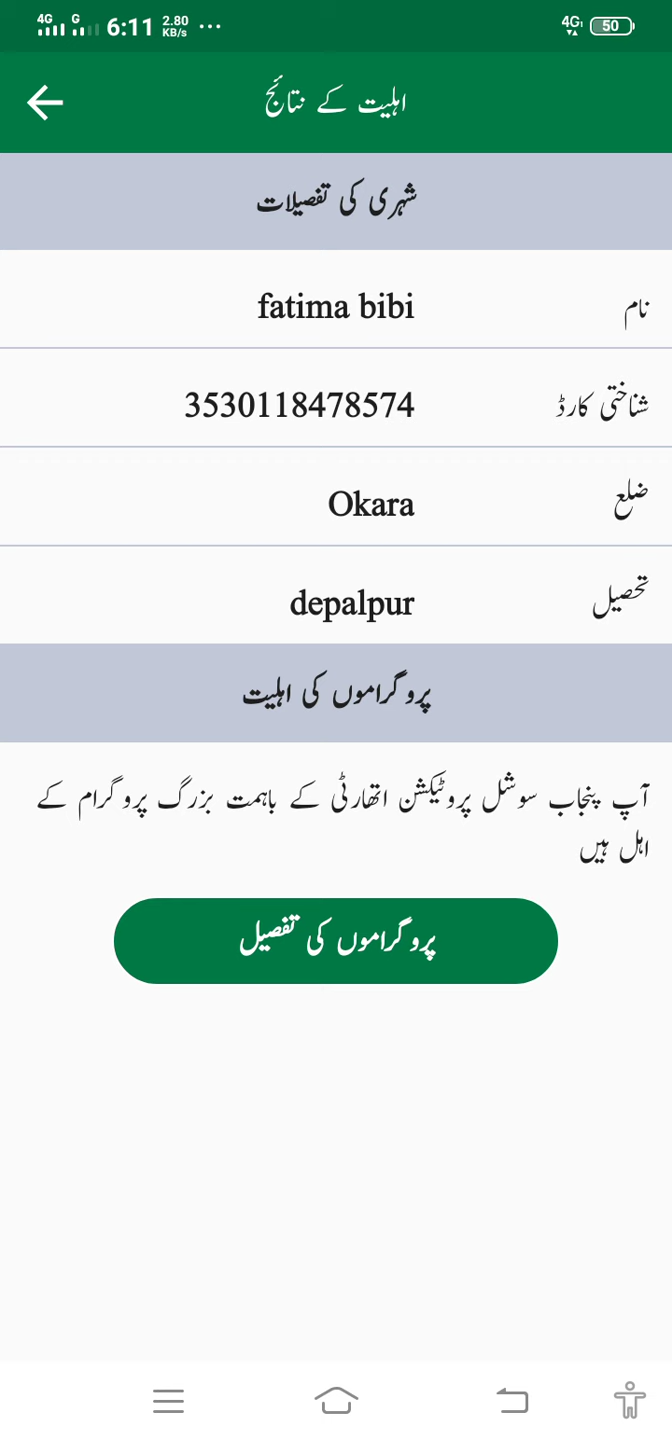 4G G 6:11 2.80 KB/s ... 4G 50
اہلیت کے نتائج
شہری کی تفصیلات
نام fatima bibi
شناختی کارڈ 3530118478574
ضلع Okara
تحصیل depalpur
پروگراموں کی اہلیت
آپ پنجاب سوشل پروٹیکشن اتھارٹی کے باہمت بزرگ پروگرام کے
اہل ہیں
پروگراموں کی تفصیل